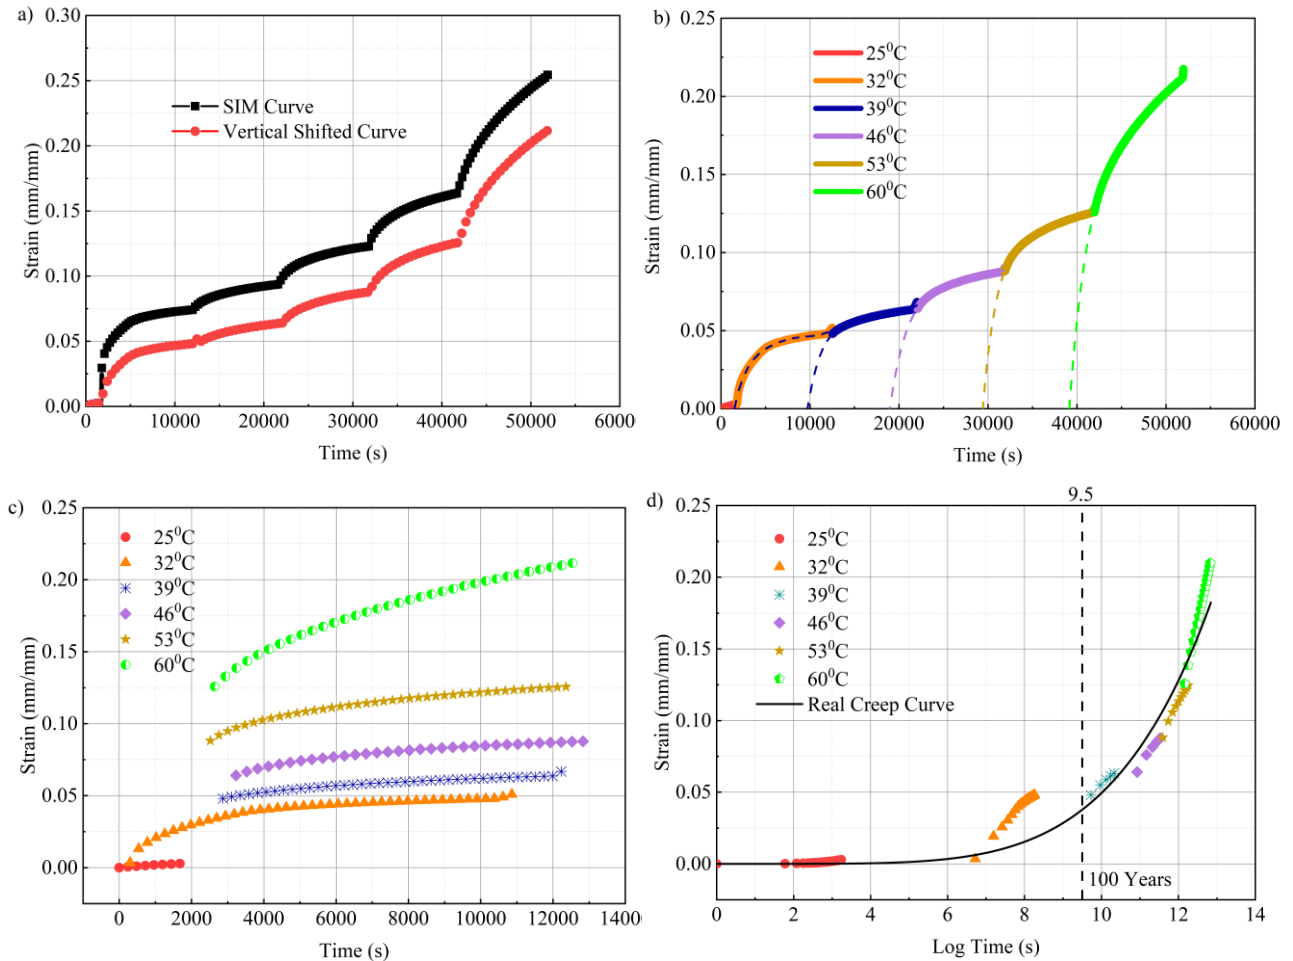 a)
0.30
0.25
0.20
0.15
0.10
0.05
0.00
0
10000
20000
30000
40000
50000
60000
Strain (mm/mm)
Time (s)
SIM Curve
Vertical Shifted Curve
b)
0.25
0.20
0.15
0.10
0.05
0.00
0
10000
20000
30000
40000
50000
60000
Strain (mm/mm)
Time (s)
25⁰C
32⁰C
39⁰C
46⁰C
53⁰C
60⁰C
c)
0.25
0.20
0.15
0.10
0.05
0.00
0
2000
4000
6000
8000
10000
12000
1400
Strain (mm/mm)
Time (s)
25⁰C
32⁰C
39⁰C
46⁰C
53⁰C
60⁰C
d)
9.5
0.25
0.20
0.15
0.10
0.05
0.00
0
2
4
6
8
10
12
14
Strain (mm/mm)
Log Time (s)
25⁰C
32⁰C
39⁰C
46⁰C
53⁰C
60⁰C
Real Creep Curve
100 Years